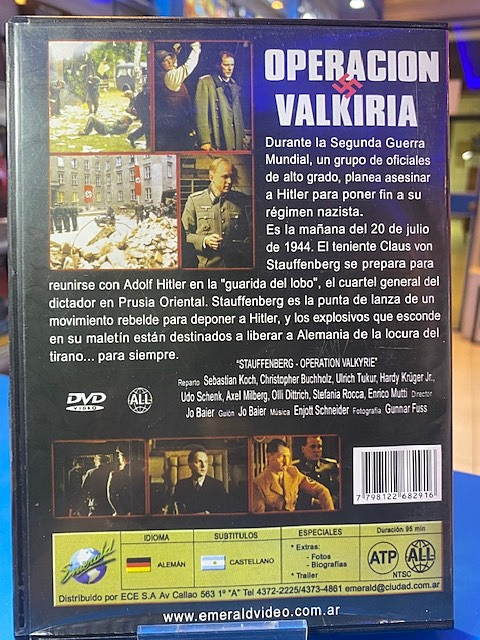 OPERACION
VALKIRIA
Durante la Segunda Guerra
Mundial, un grupo de oficiales
de alto grado, planea asesinar
a Hitler para poner fin a su
régimen nazista.
Es la mañana del 20 de julio
de 1944. El teniente Claus von
Stauffenberg se prepara para
reunirse con Adolf Hitler en la "guarida del lobo", el cuartel general del
dictador en Prusia Oriental. Stauffenberg es la punta de lanza de un
movimiento rebelde para deponer a Hitler, y los explosivos que esconde
en su maletín están destinados a liberar a Alemania de la locura del
tirano... para siempre.
"STAUFFENBERG - OPERATION VALKYRIE"
Reparto Sebastian Koch, Christopher Buchholz, Ulrich Tukur, Hardy Krüger Jr.,
Udo Schenk, Axel Milberg, Olli Dittrich, Stefania Rocca, Enrico Mutti Director
Jo Baier Guión Jo Baier Música Enjott Schneider Fotografía Gunnar Fuss
DVD
VIDEO
ALL
7 798122 682916
IDIOMA
ALEMÁN
SUBTITULOS
CASTELLANO
ESPECIALES
* Extras:
- Fotos
- Biografías
* Trailer
Duración: 95 min
ATP
ALL
NTSC
Emerald
Distribuido por ECE S.A Av Callao 563 1° "A" Tel 4372-2225/4373-4861 emerald@ciudad.com.ar
www.emeraldvideo.com.ar